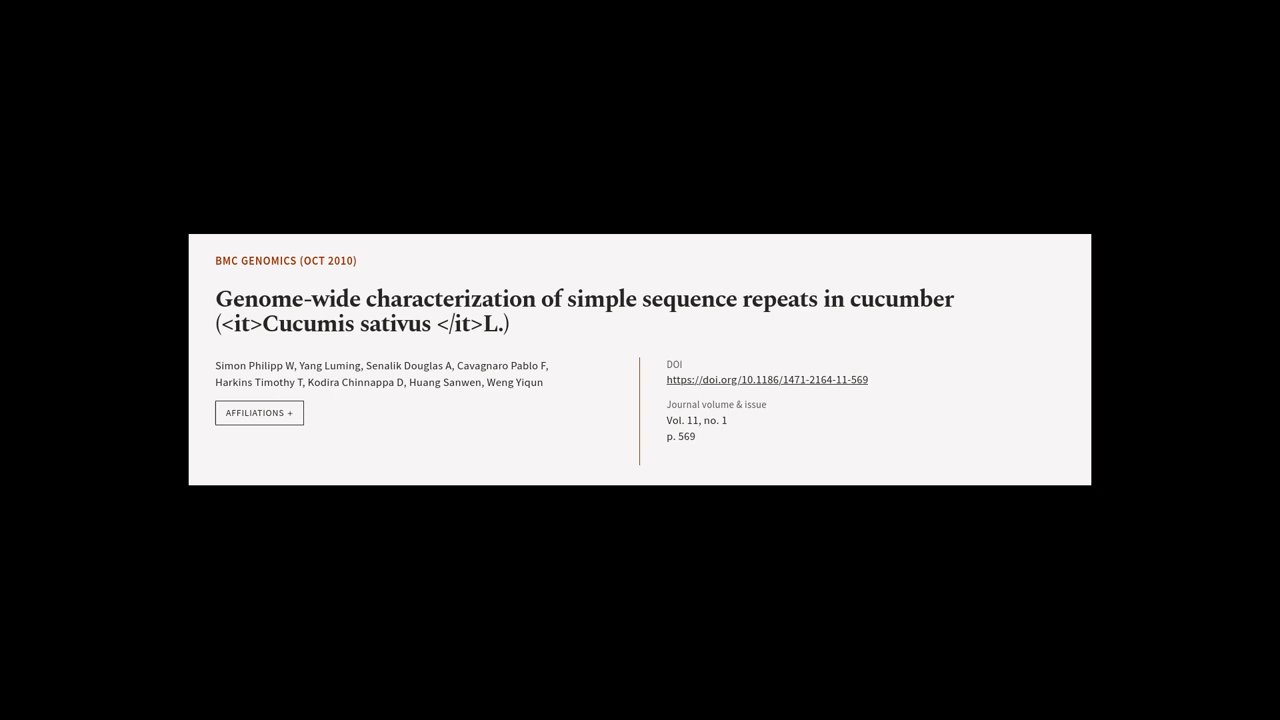 BMC GENOMICS (OCT 2010)
Genome-wide characterization of simple sequence repeats in cucumber
(<it>Cucumis sativus </it>L.)
Simon Philipp W, Yang Luming, Senalik Douglas A, Cavagnaro Pablo F,
Harkins Timothy T, Kodira Chinnappa D, Huang Sanwen, Weng Yiqun
AFFILIATIONS +
DOI
https://doi.org/10.1186/1471-2164-11-569
Journal volume & issue
Vol. 11, no. 1
p. 569